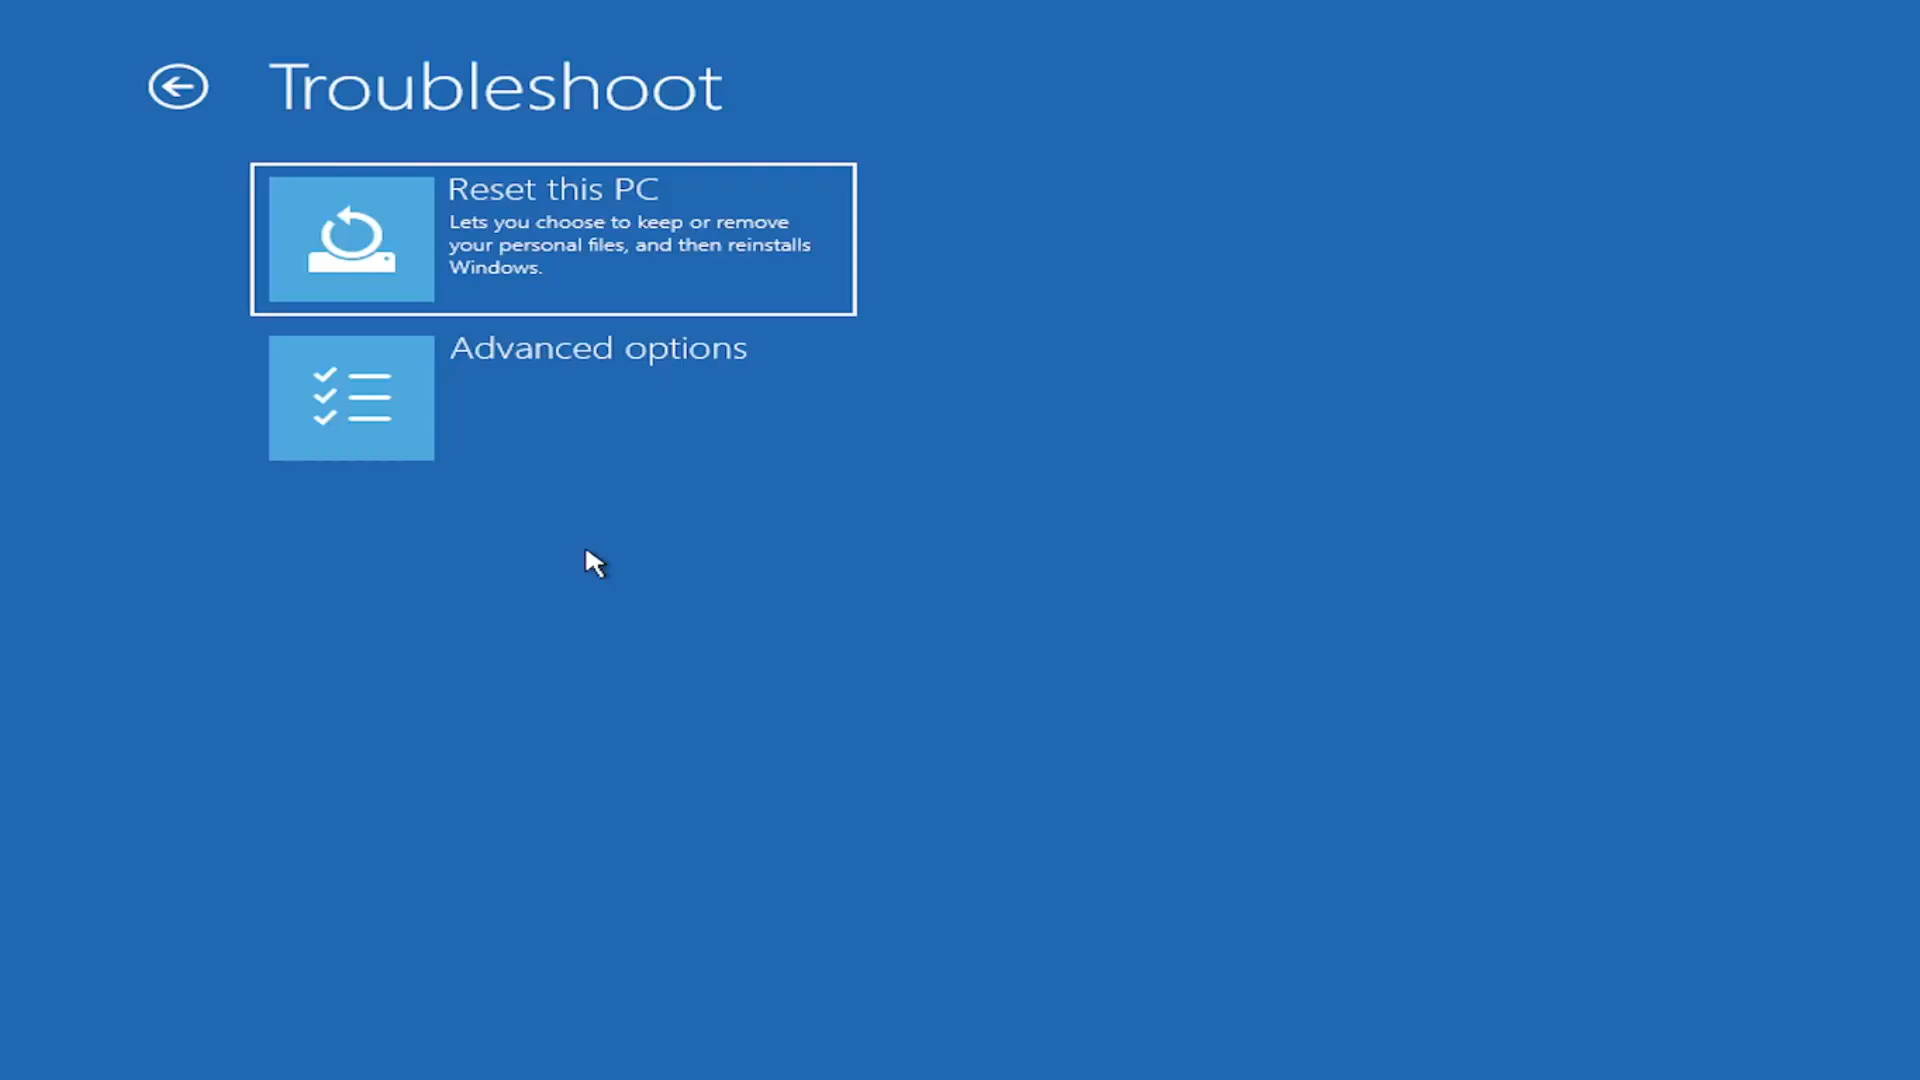 Troubleshoot
Reset this PC
Lets you choose to keep or remove
your personal files, and then reinstalls
Windows.
Advanced options